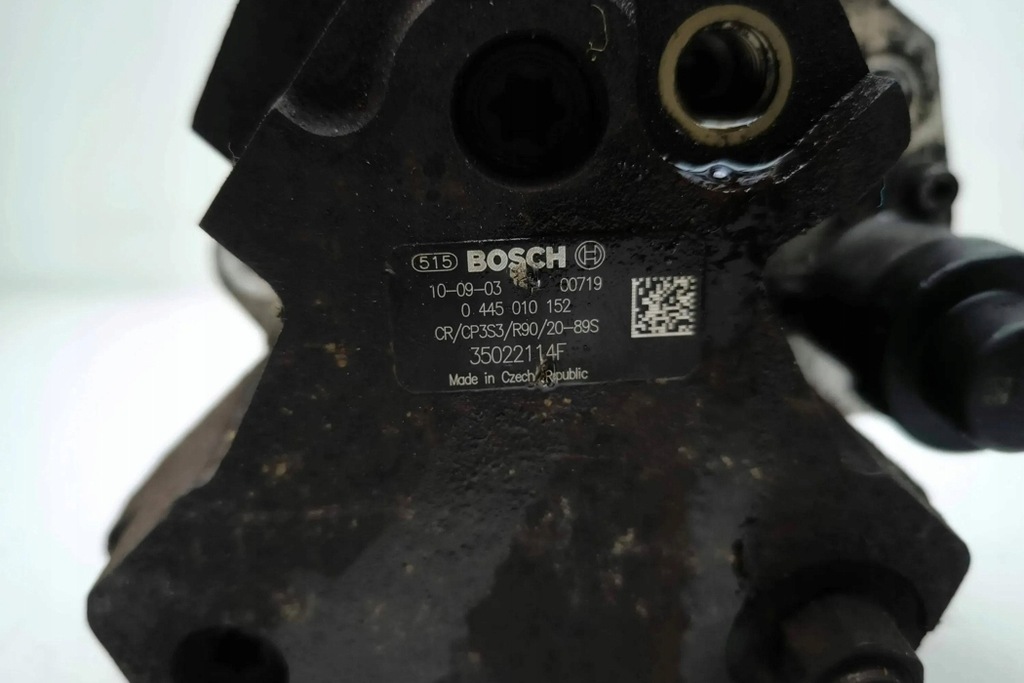 515 BOSCH
10-09-03 00719
0 445 010 152
CR/CP3S3/R90/20-89S
35022114F
Made in Czech Republic